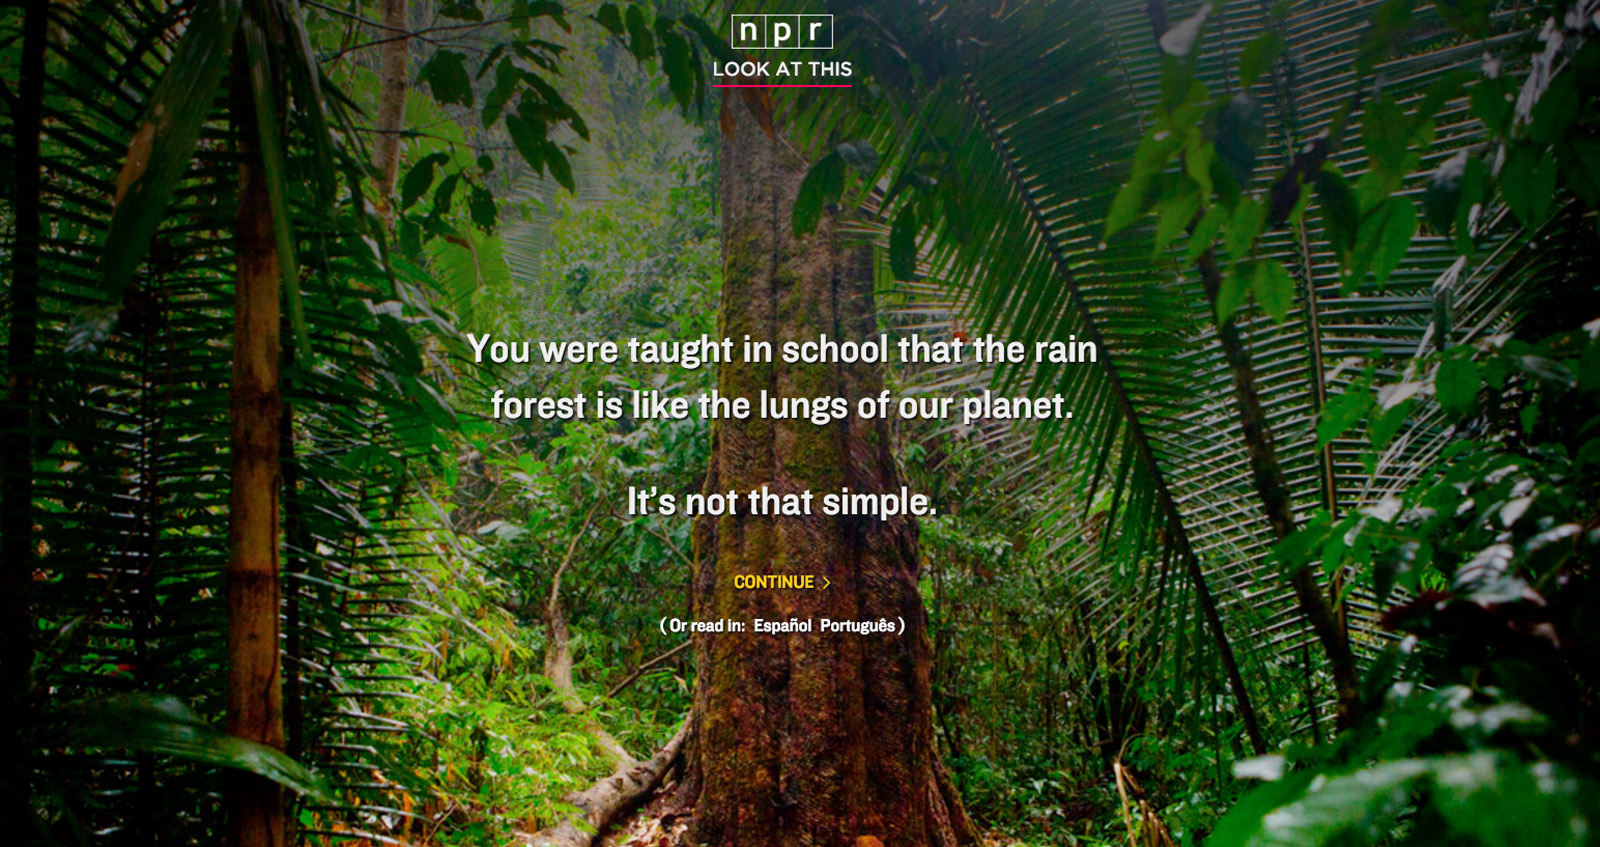 npr
LOOK AT THIS
You were taught in school that the rain
forest is like the lungs of our planet.
It’s not that simple.
CONTINUE >
( Or read in: Español Português )